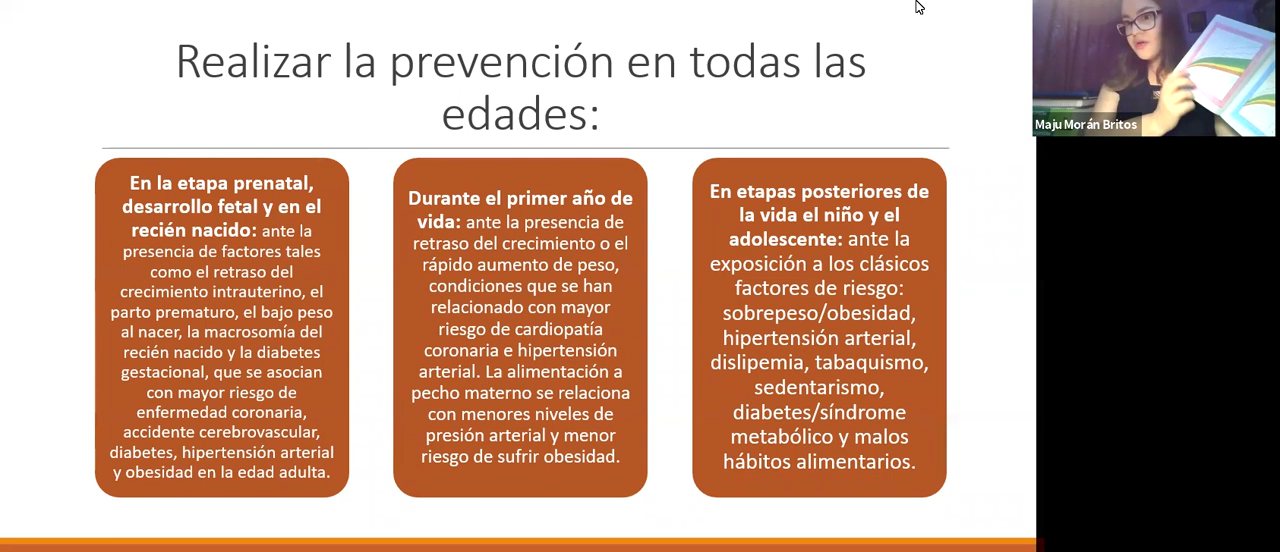 Realizar la prevención en todas las
edades:
En la etapa prenatal,
desarrollo fetal y en el
recién nacido: ante la
presencia de factores tales
como el retraso del
crecimiento intrauterino, el
parto prematuro, el bajo peso
al nacer, la macrosomía del
recién nacido y la diabetes
gestacional, que se asocian
con mayor riesgo de
enfermedad coronaria,
accidente cerebrovascular,
diabetes, hipertensión arterial
y obesidad en la edad adulta.
Durante el primer año de
vida: ante la presencia de
retraso del crecimiento o el
rápido aumento de peso,
condiciones que se han
relacionado con mayor
riesgo de cardiopatía
coronaria e hipertensión
arterial. La alimentación a
pecho materno se relaciona
con menores niveles de
presión arterial y menor
riesgo de sufrir obesidad.
En etapas posteriores de
la vida el niño y el
adolescente: ante la
exposición a los clásicos
factores de riesgo:
sobrepeso/obesidad,
hipertensión arterial,
dislipemia, tabaquismo,
sedentarismo,
diabetes/síndrome
metabólico y malos
hábitos alimentarios.
Maju Morán Britos